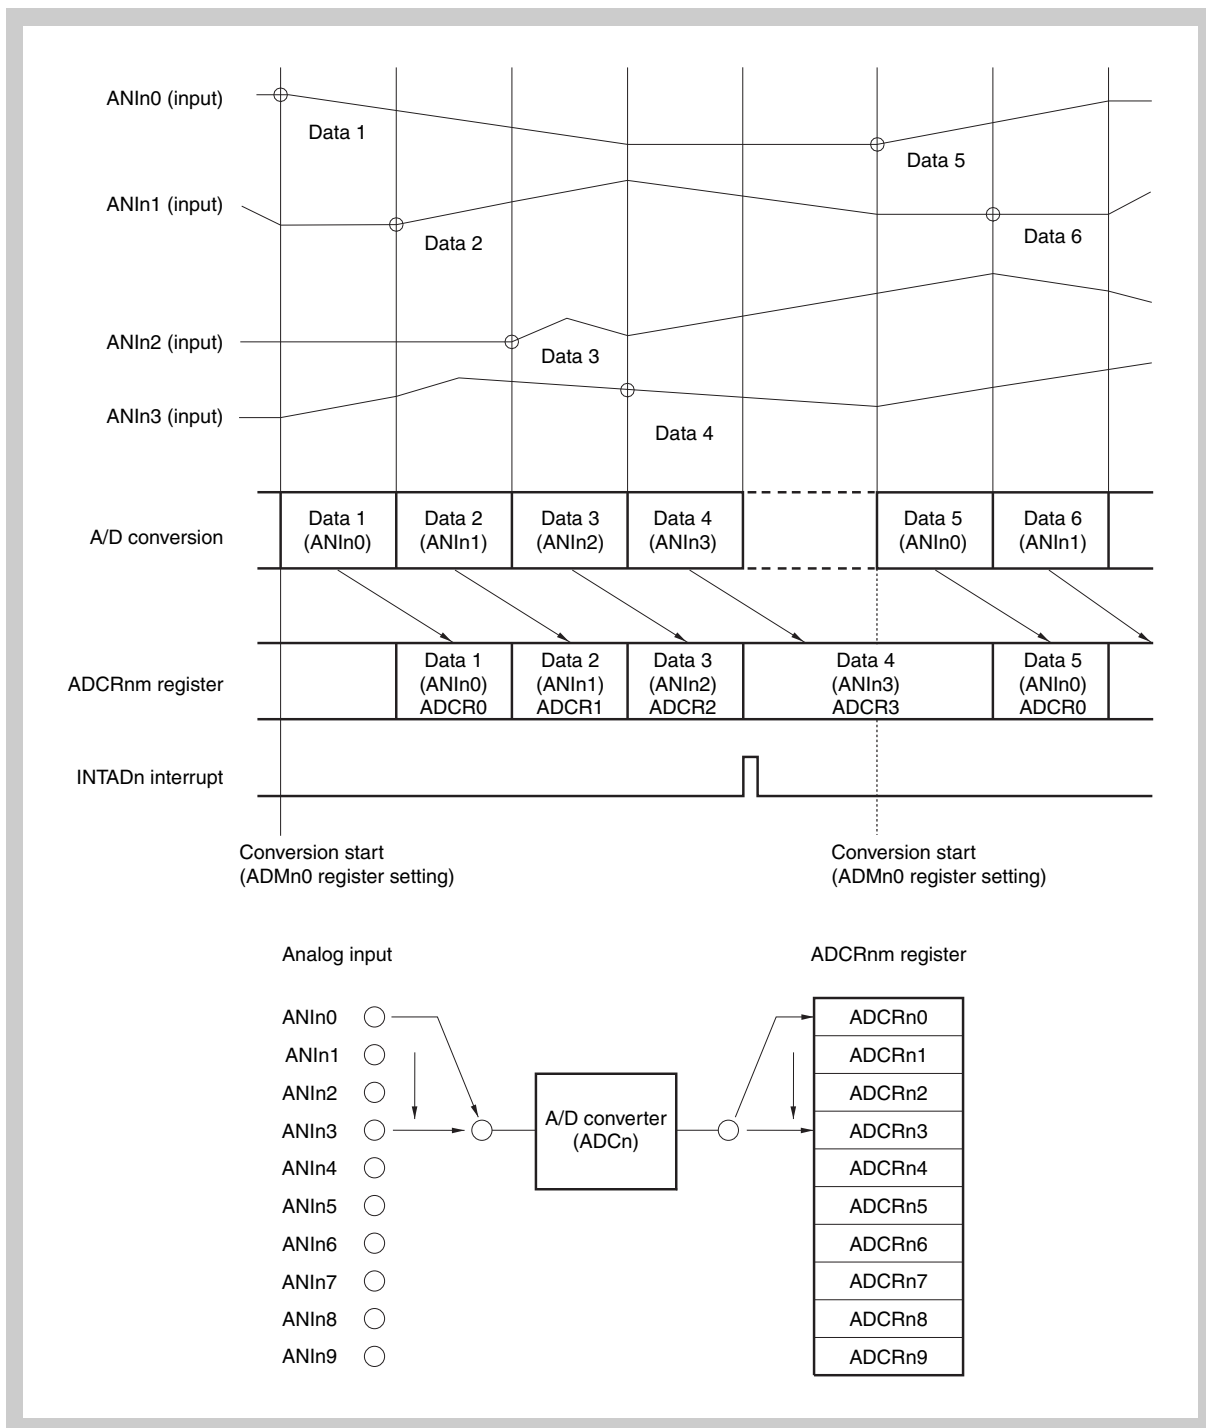 ANIn0 (input)
Data 1
Data 5
ANIn1 (input)
Data 2
Data 6
ANIn2 (input)
Data 3
ANIn3 (input)
Data 4
A/D conversion
Data 1
(ANIn0)
Data 2
(ANIn1)
Data 3
(ANIn2)
Data 4
(ANIn3)
Data 5
(ANIn0)
Data 6
(ANIn1)
ADCRnm register
Data 1
(ANIn0)
ADCR0
Data 2
(ANIn1)
ADCR1
Data 3
(ANIn2)
ADCR2
Data 4
(ANIn3)
ADCR3
Data 5
(ANIn0)
ADCR0
INTADn interrupt
Conversion start
(ADMn0 register setting)
Conversion start
(ADMn0 register setting)
Analog input
ADCRnm register
ANIn0
ANIn1
ANIn2
ANIn3
ANIn4
ANIn5
ANIn6
ANIn7
ANIn8
ANIn9
A/D converter
(ADCn)
ADCRn0
ADCRn1
ADCRn2
ADCRn3
ADCRn4
ADCRn5
ADCRn6
ADCRn7
ADCRn8
ADCRn9